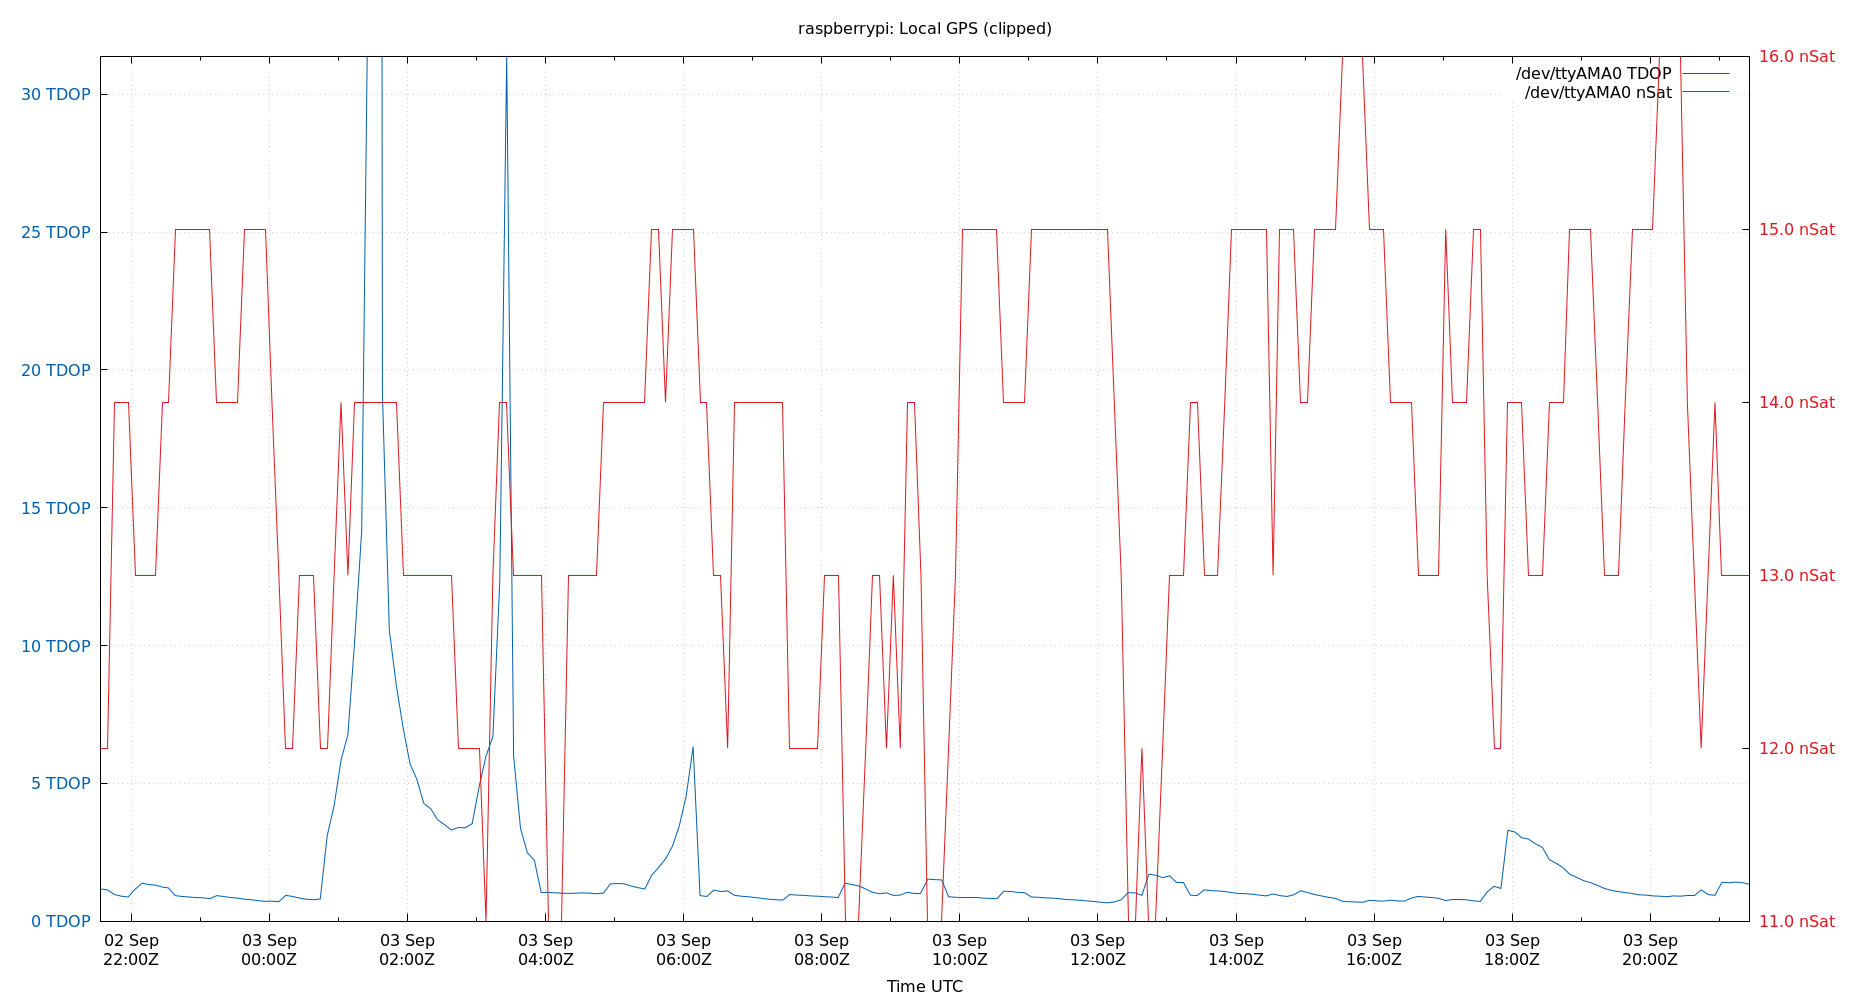 raspberrypi: Local GPS (clipped)
/dev/ttyAMA0 TDOP
/dev/ttyAMA0 nSat
30 TDOP
25 TDOP
20 TDOP
15 TDOP
10 TDOP
5 TDOP
0 TDOP
16.0 nSat
15.0 nSat
14.0 nSat
13.0 nSat
12.0 nSat
11.0 nSat
02 Sep
22:00Z
03 Sep
00:00Z
03 Sep
02:00Z
03 Sep
04:00Z
03 Sep
06:00Z
03 Sep
08:00Z
03 Sep
10:00Z
03 Sep
12:00Z
03 Sep
14:00Z
03 Sep
16:00Z
03 Sep
18:00Z
03 Sep
20:00Z
Time UTC